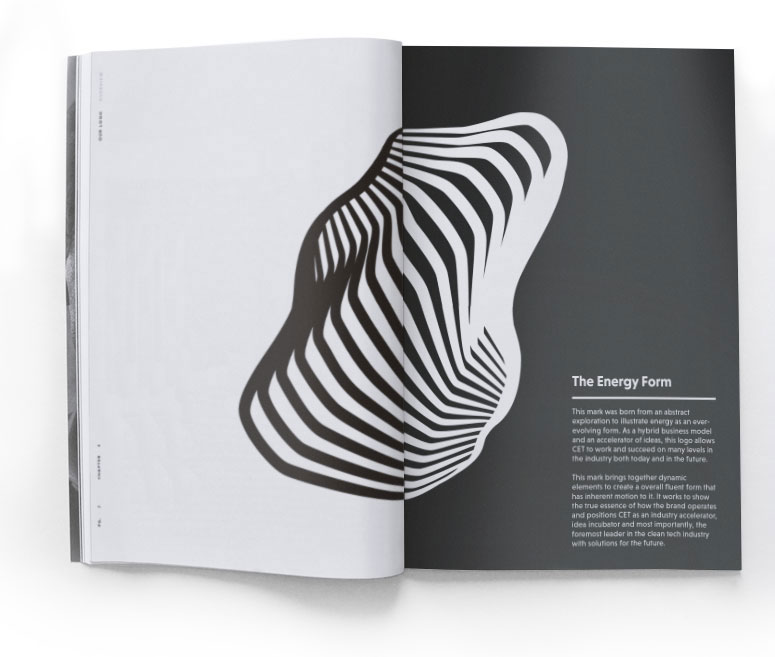 OUR LOGO
CHAPTER
The Energy Form
This mark was born from an abstract
exploration to illustrate energy as an ever-
evolving form. As a hybrid business model
and an accelerator of ideas, this logo allows
CET to work and succeed on many levels in
the industry both today and in the future.
This mark brings together dynamic
elements to create a overall fluent form that
has inherent motion to it. It works to show
the true essence of how the brand operates
and positions CET as an industry accelerator,
idea incubator and most importantly, the
foremost leader in the clean tech industry
with solutions for the future.